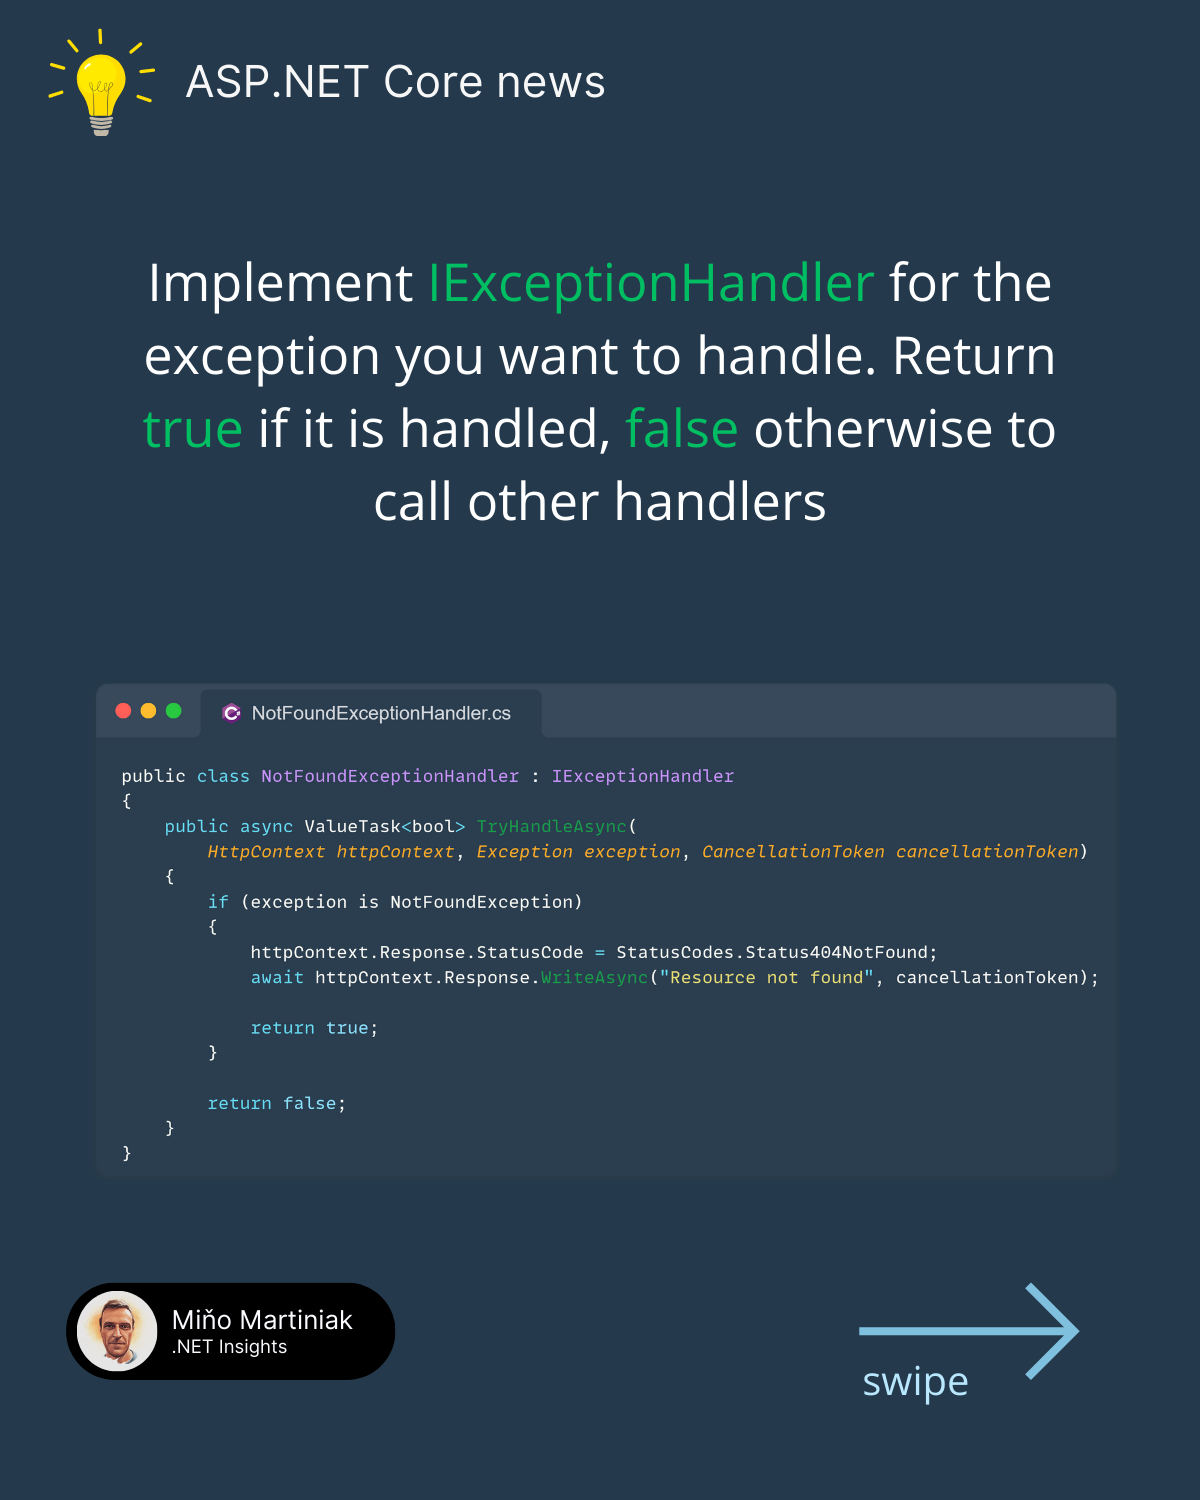 ASP.NET Core news
Implement IExceptionHandler for the
exception you want to handle. Return
true if it is handled, false otherwise to
call other handlers
NotFoundExceptionHandler.cs
public class NotFoundExceptionHandler : IExceptionHandler
{
    public async ValueTask<bool> TryHandleAsync(
        HttpContext httpContext, Exception exception, CancellationToken cancellationToken)
    {
        if (exception is NotFoundException)
        {
            httpContext.Response.StatusCode = StatusCodes.Status404NotFound;
            await httpContext.Response.WriteAsync("Resource not found", cancellationToken);
            return true;
        }
        return false;
    }
}
Miňo Martiniak
.NET Insights
swipe